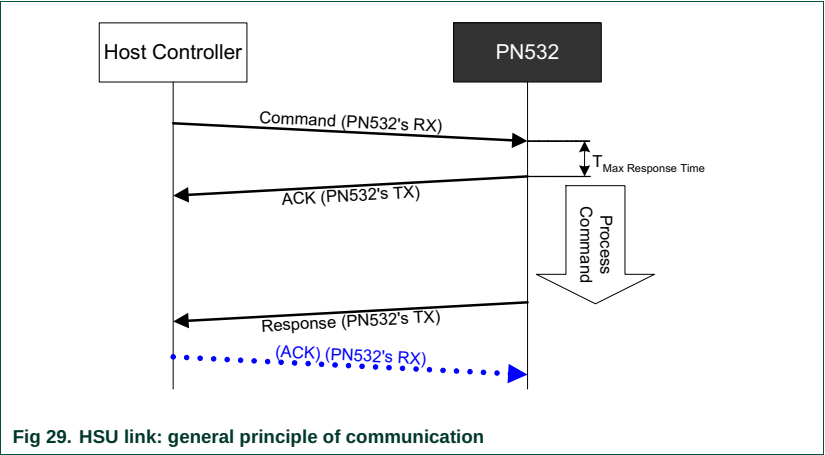 Host Controller
PN532
Command (PN532's RX)
T Max Response Time
ACK (PN532's TX)
Process
Command
Response (PN532's TX)
(ACK) (PN532's RX)
Fig 29. HSU link: general principle of communication